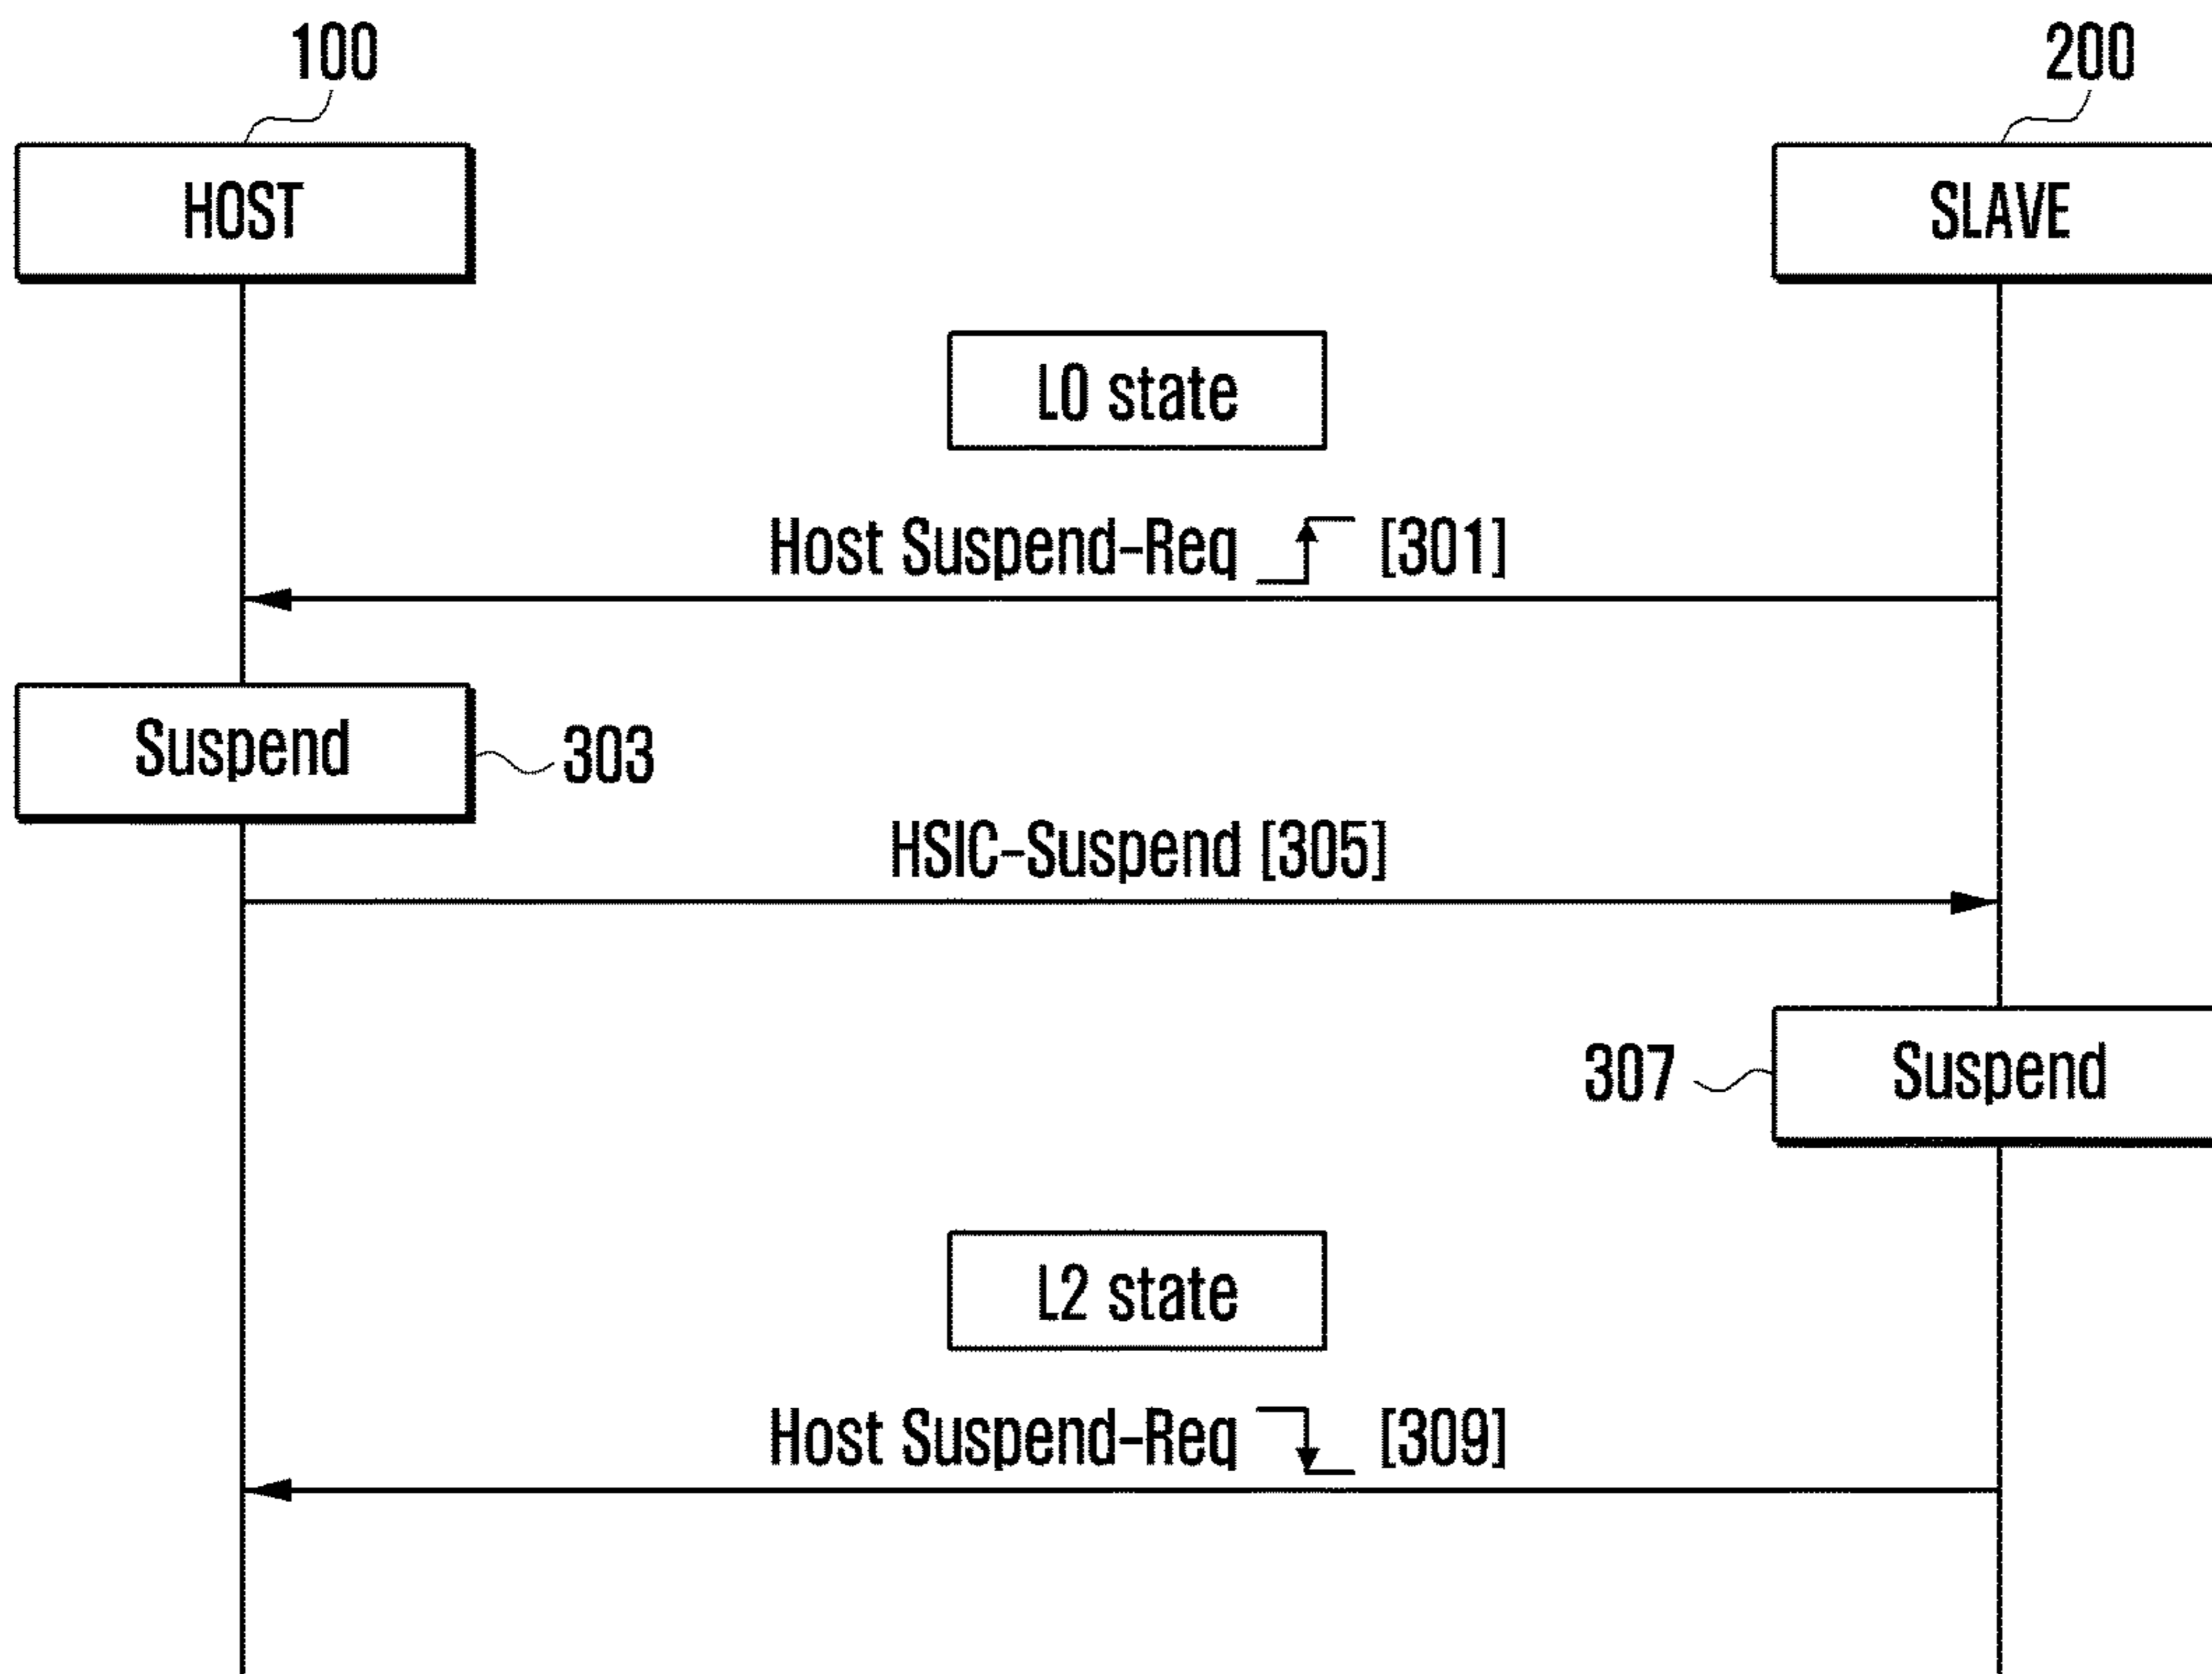 100
200
HOST
SLAVE
L0 state
Host Suspend-Req [301]
Suspend
303
HSIC-Suspend [305]
307
Suspend
L2 state
Host Suspend-Req [309]